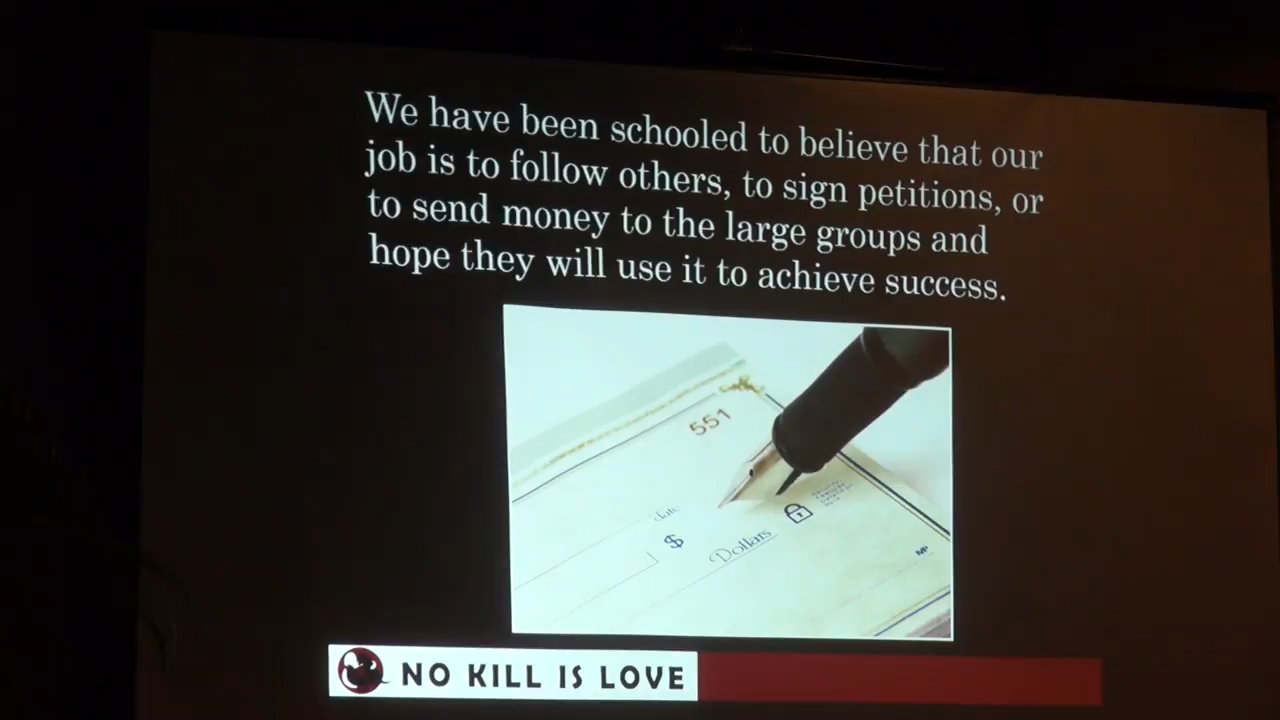 We have been schooled to believe that our
job is to follow others, to sign petitions, or
to send money to the large groups and
hope they will use it to achieve success.
551
date
$
Dollars
MP
NO KILL IS LOVE